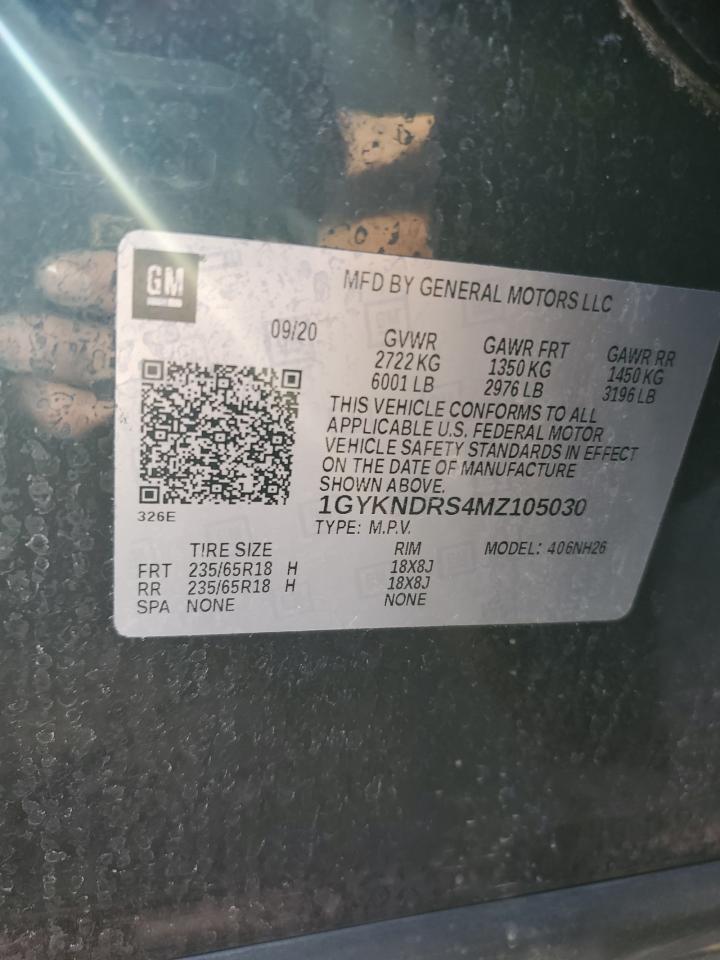 GM
MFD BY GENERAL MOTORS LLC
09/20
GVWR GAWR FRT GAWR RR
2722 KG 1350 KG 1450 KG
6001 LB 2976 LB 3196 LB
THIS VEHICLE CONFORMS TO ALL
APPLICABLE U.S. FEDERAL MOTOR
VEHICLE SAFETY STANDARDS IN EFFECT
ON THE DATE OF MANUFACTURE
SHOWN ABOVE.
326E
1GYKNDRS4MZ105030
TYPE: M.P.V.
TIRE SIZE RIM MODEL: 406NH26
FRT 235/65R18 H 18X8J
RR 235/65R18 H 18X8J
SPA NONE NONE